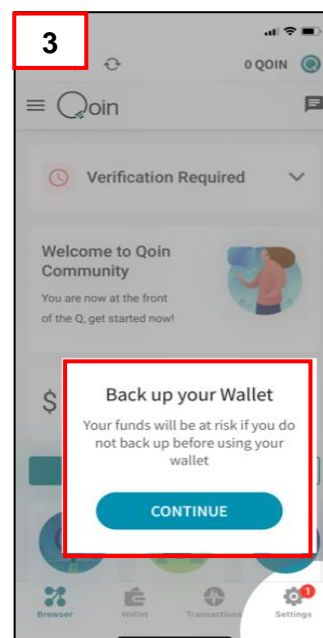 3
0 QOIN
Qoin
Verification Required
Welcome to Qoin
Community
You are now at the front
of the Q, get started now!
$
Back up your Wallet
Your funds will be at risk if you do
not back up before using your
wallet
CONTINUE
1
Browser Wallet Transactions Settings